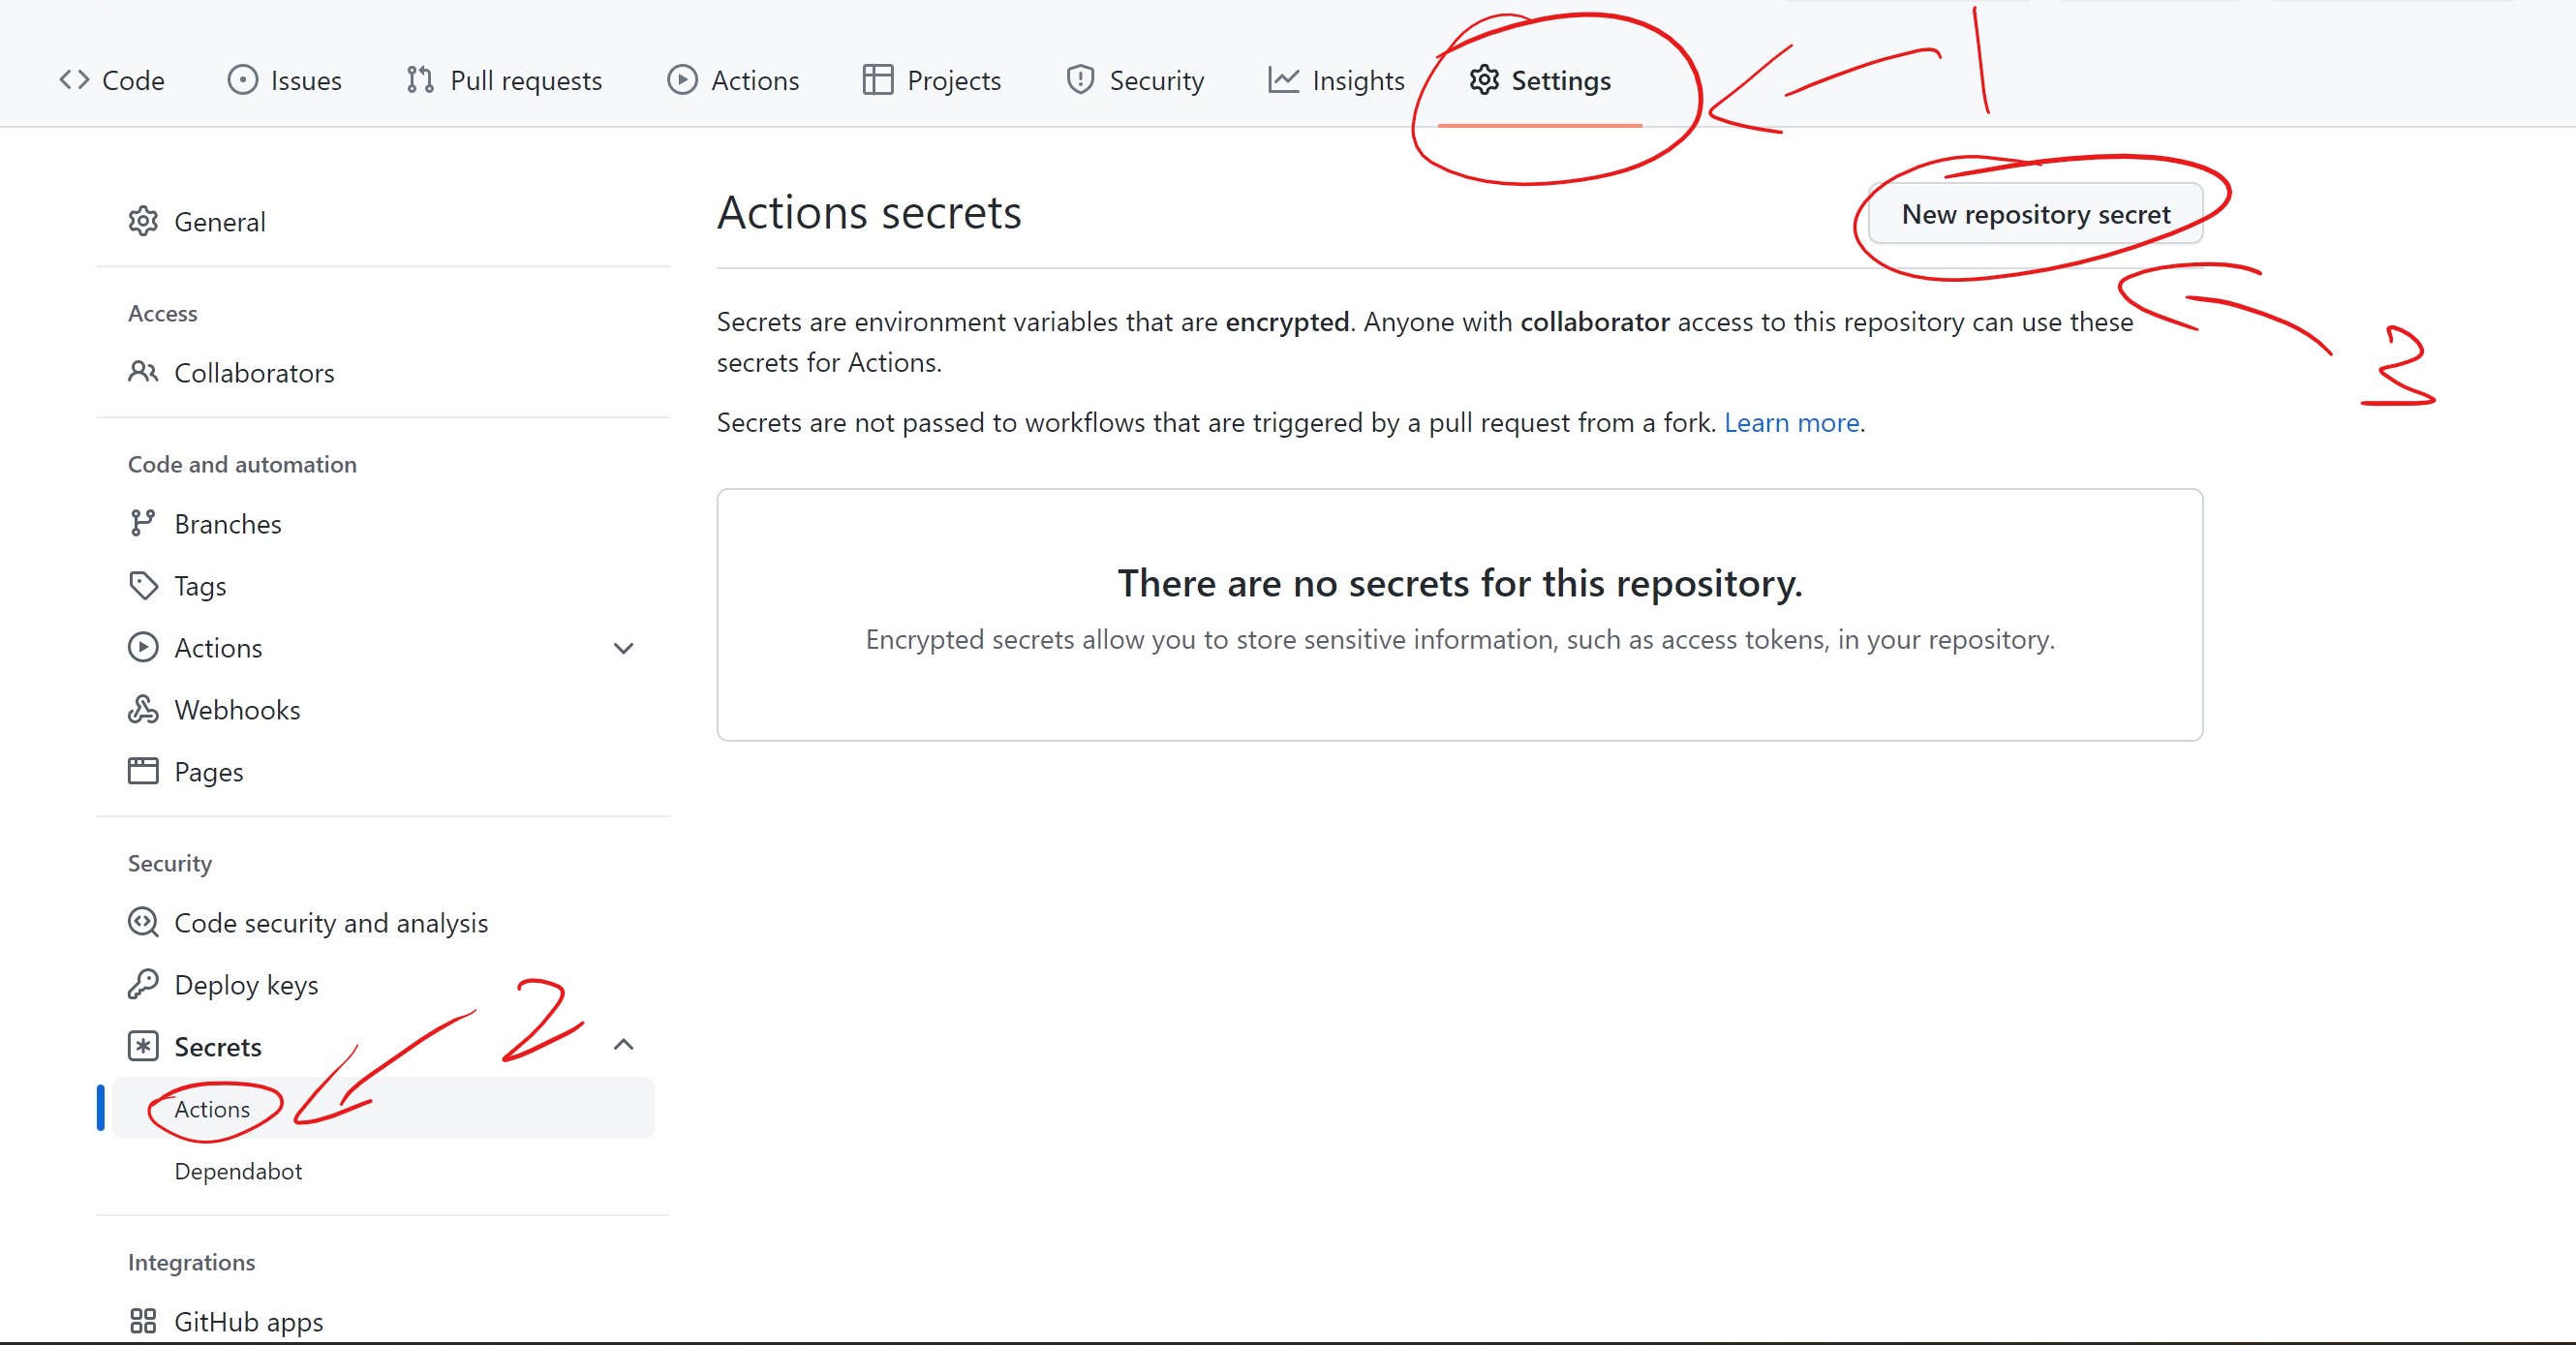 Code Issues Pull requests Actions Projects Security Insights Settings
1
General
Access
Collaborators
Code and automation
Branches
Tags
Actions
Webhooks
Pages
Security
Code security and analysis
Deploy keys
Secrets
2
Actions
Dependabot
Integrations
GitHub apps
Actions secrets
New repository secret
3
Secrets are environment variables that are encrypted. Anyone with collaborator access to this repository can use these
secrets for Actions.
Secrets are not passed to workflows that are triggered by a pull request from a fork. Learn more.
There are no secrets for this repository.
Encrypted secrets allow you to store sensitive information, such as access tokens, in your repository.